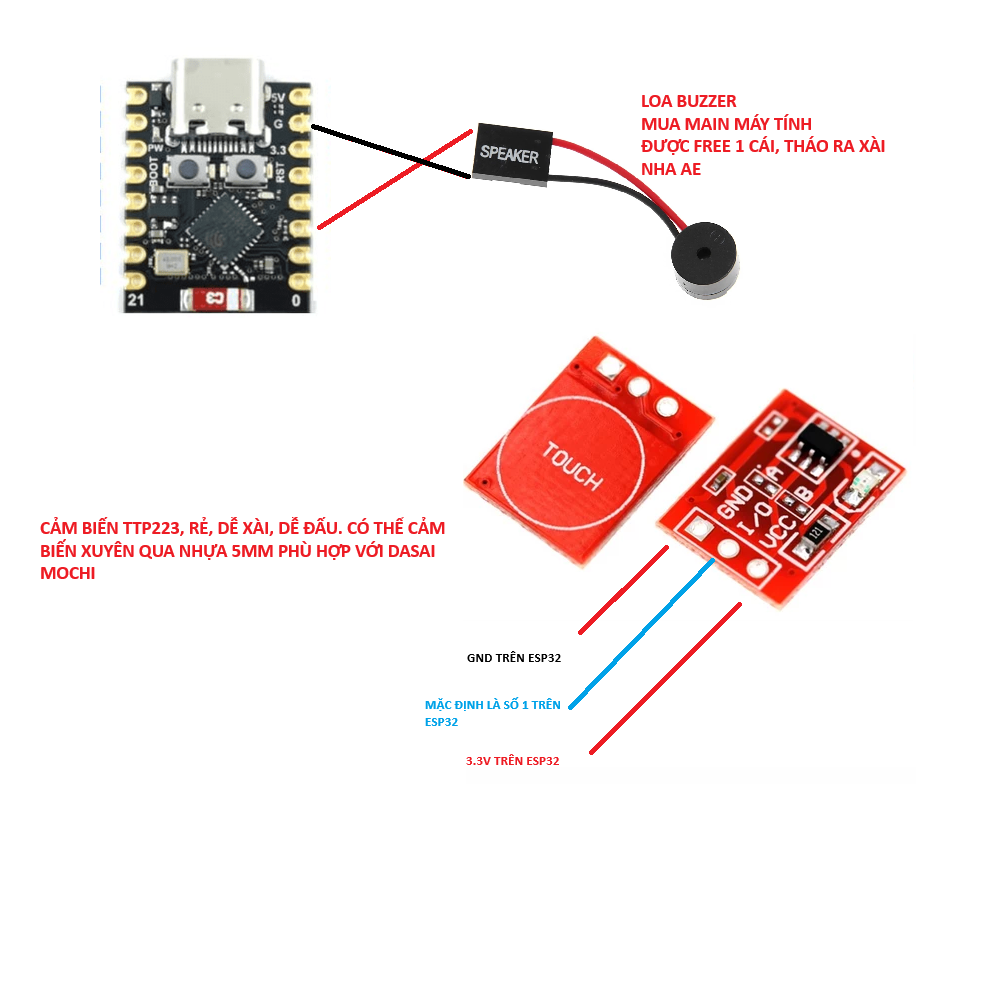 5V
G
PW
3.3
BOOT
RST
21
C3
0
SPEAKER
LOA BUZZER
MUA MAIN MÁY TÍNH
ĐƯỢC FREE 1 CÁI, THÁO RA XÀI
NHA AE
TOUCH
A
B
GND
I/O
VCC
121
CẢM BIẾN TTP223, RẺ, DỄ XÀI, DỄ ĐẤU. CÓ THỂ CẢM
BIẾN XUYÊN QUA NHỰA 5MM PHÙ HỢP VỚI DASAI
MOCHI
GND TRÊN ESP32
MẶC ĐỊNH LÀ SỐ 1 TRÊN
ESP32
3.3V TRÊN ESP32